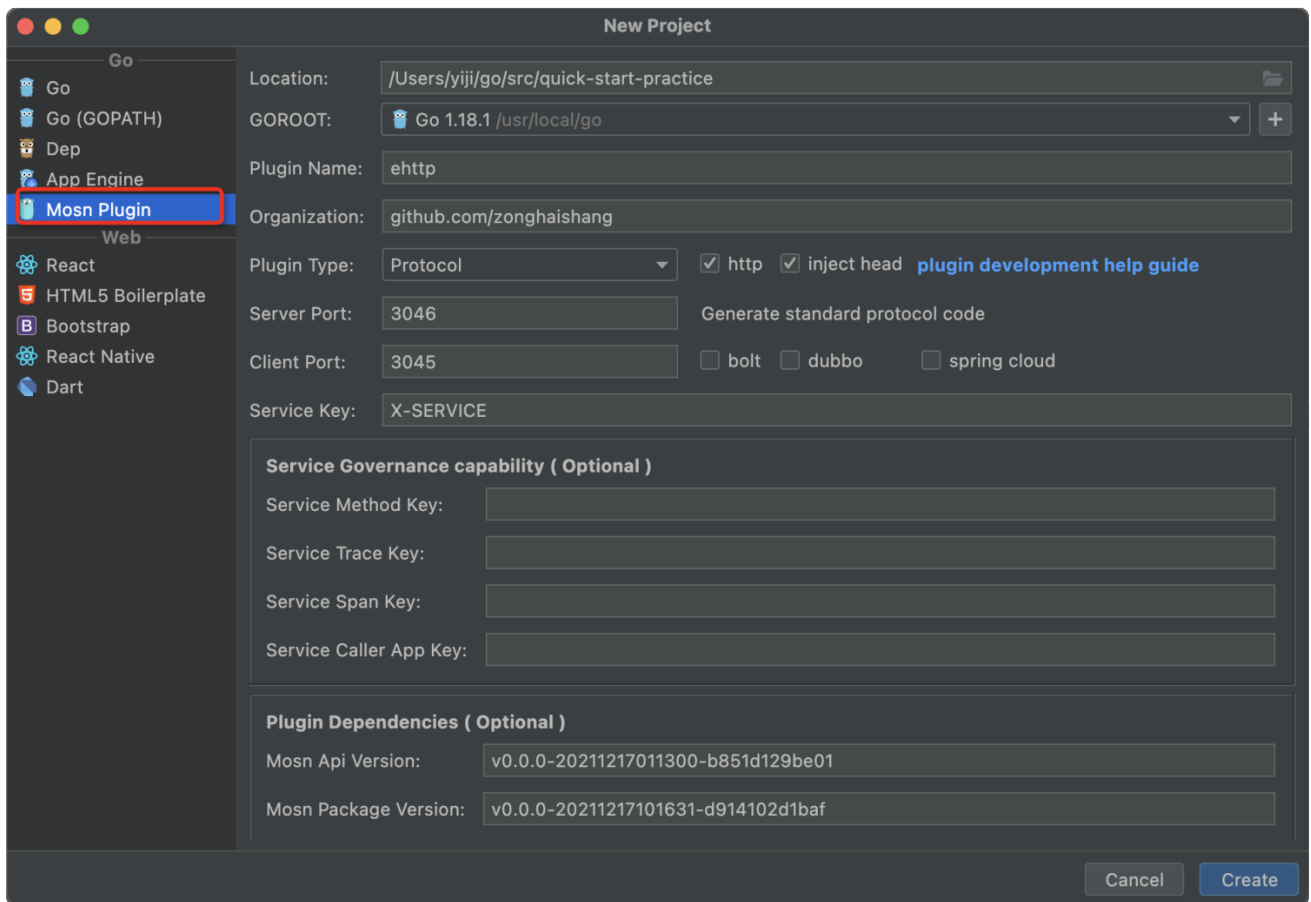 New Project
Go
Go
Go (GOPATH)
Dep
App Engine
Mosn Plugin
Web
React
HTML5 Boilerplate
Bootstrap
React Native
Dart
Location: /Users/yiji/go/src/quick-start-practice
GOROOT: Go 1.18.1 /usr/local/go
Plugin Name: ehttp
Organization: github.com/zonghaishang
Plugin Type: Protocol http inject head plugin development help guide
Server Port: 3046 Generate standard protocol code
Client Port: 3045 bolt dubbo spring cloud
Service Key: X-SERVICE
Service Governance capability ( Optional )
Service Method Key:
Service Trace Key:
Service Span Key:
Service Caller App Key:
Plugin Dependencies ( Optional )
Mosn Api Version: v0.0.0-20211217011300-b851d129be01
Mosn Package Version: v0.0.0-20211217101631-d914102d1baf
Cancel Create